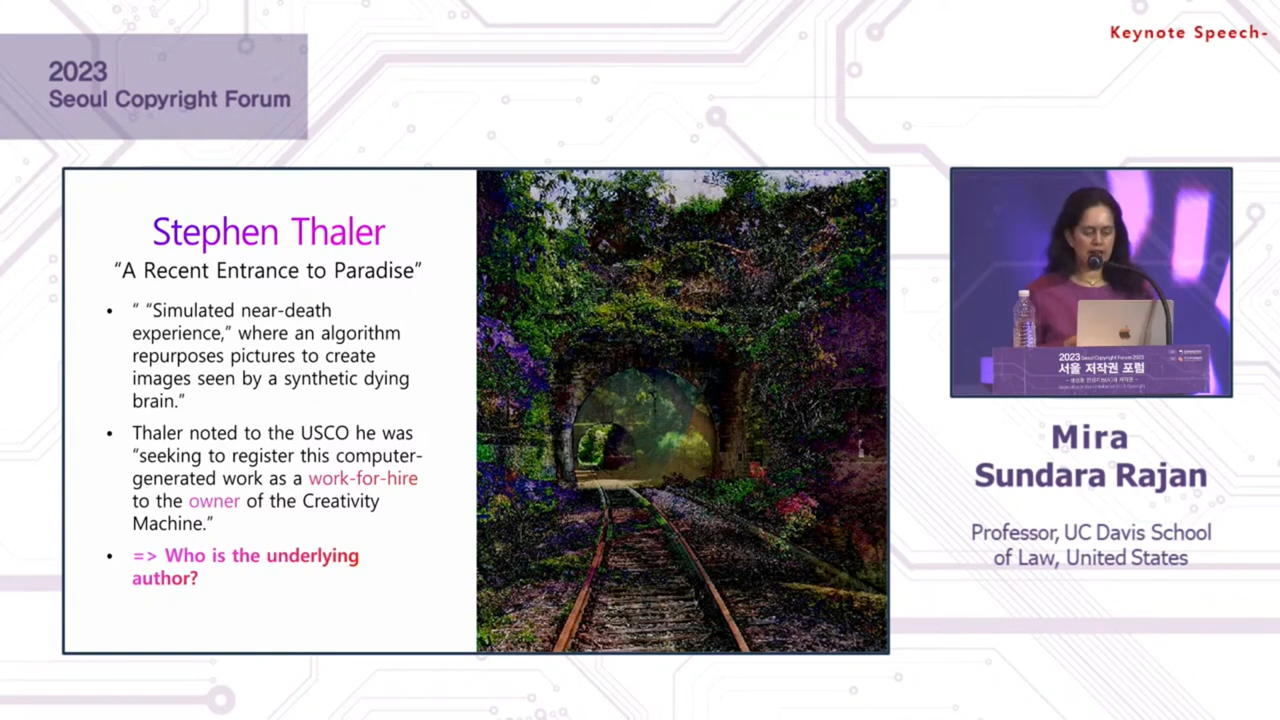 Keynote Speech-
2023
Seoul Copyright Forum
Stephen Thaler
“A Recent Entrance to Paradise”
• “ “Simulated near-death
experience,” where an algorithm
repurposes pictures to create
images seen by a synthetic dying
brain.”
• Thaler noted to the USCO he was
“seeking to register this computer-
generated work as a work-for-hire
to the owner of the Creativity
Machine.”
• => Who is the underlying
author?
2023 Seoul Copyright Forum 2023
서울 저작권 포럼
Mira
Sundara Rajan
Professor, UC Davis School
of Law, United States